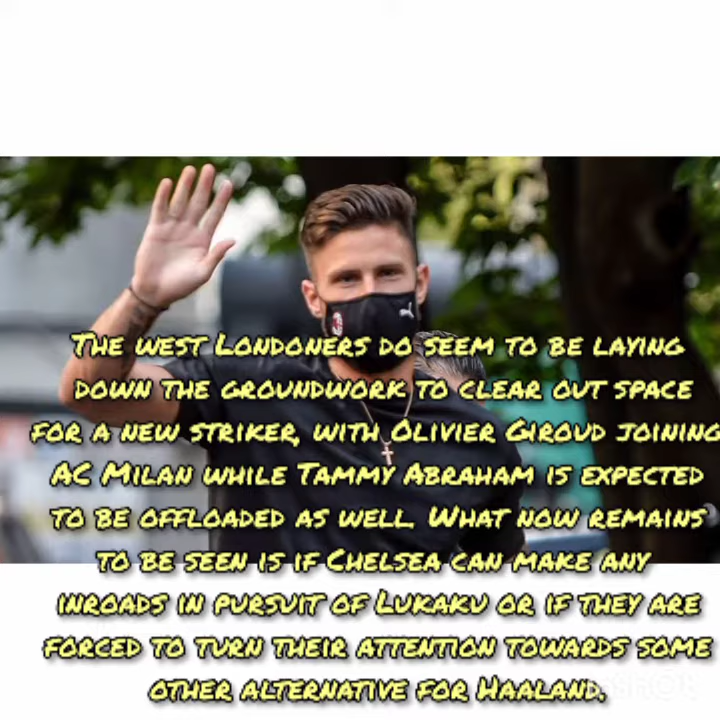 The west Londoners do seem to be laying
down the groundwork to clear out space
for a new striker, with Olivier Giroud joining
AC Milan while Tammy Abraham is expected
to be offloaded as well. What now remains
to be seen is if Chelsea can make any
inroads in pursuit of Lukaku or if they are
forced to turn their attention towards some
other alternative for Haaland.